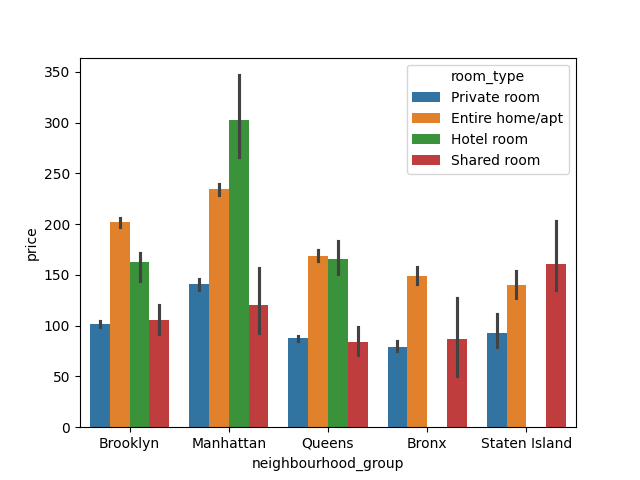 room_type
Private room
Entire home/apt
Hotel room
Shared room
price
350
300
250
200
150
100
50
0
Brooklyn Manhattan Queens Bronx Staten Island
neighbourhood_group